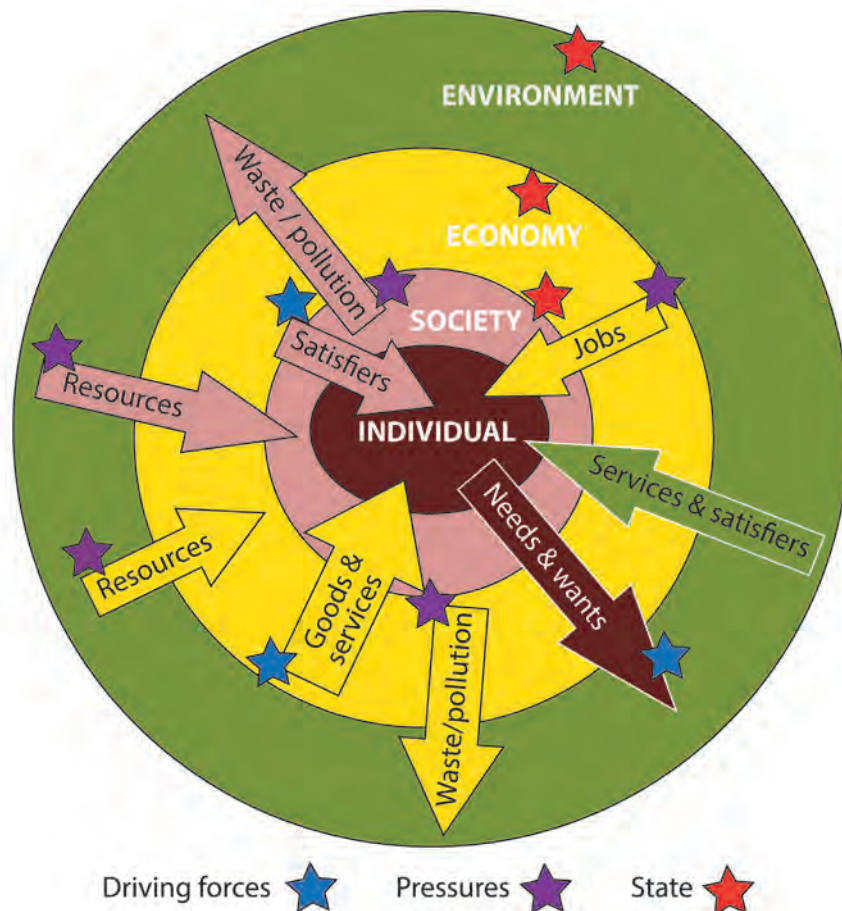 ENVIRONMENT
Waste / pollution
ECONOMY
SOCIETY
Jobs
Satisfiers
Resources
INDIVIDUAL
Services & satisfiers
Needs & wants
Resources
Goods &
services
Waste/pollution
Driving forces
Pressures
State